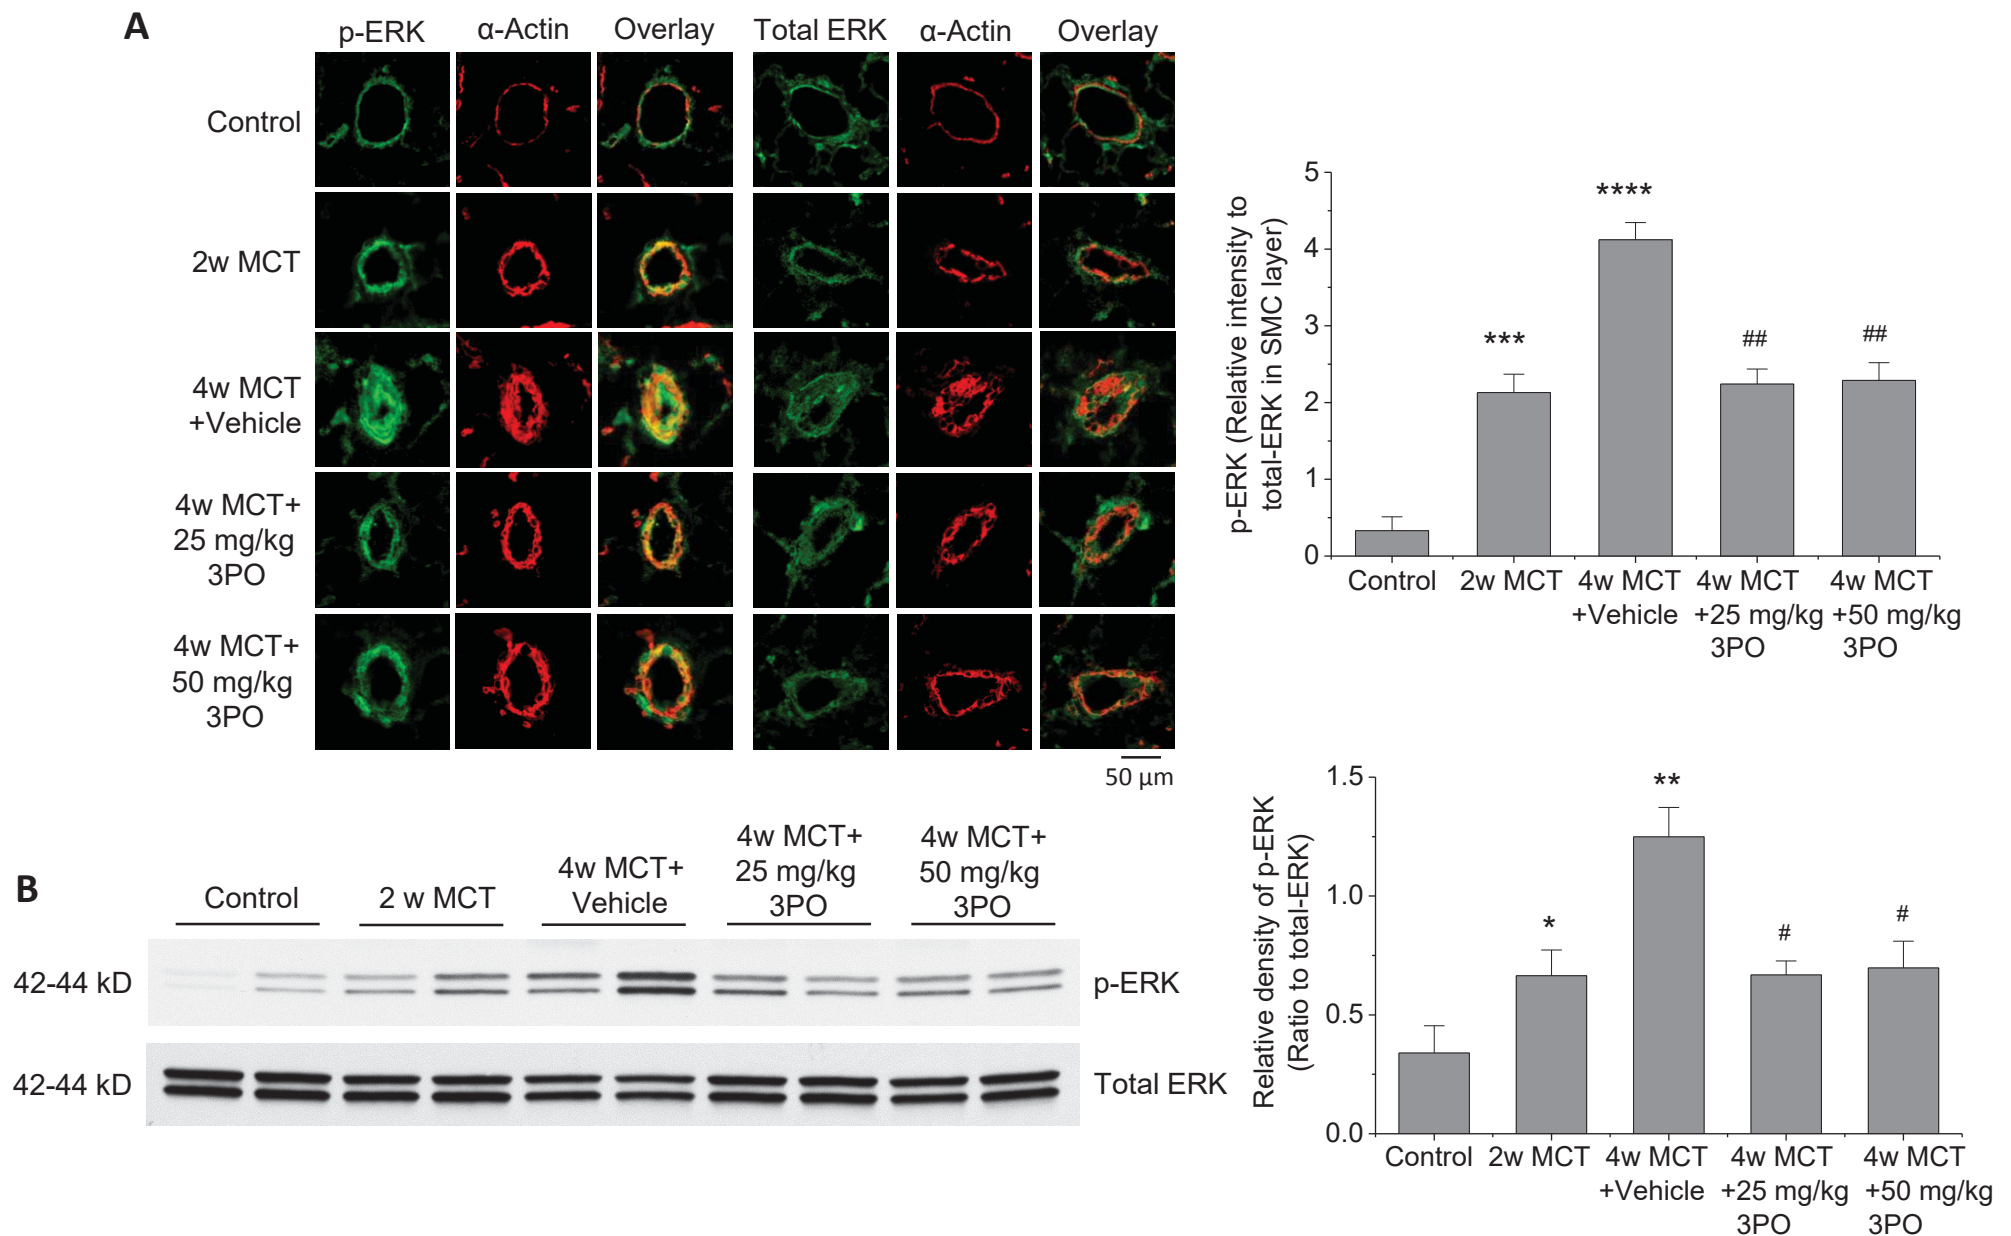 A
p-ERK α-Actin Overlay Total ERK α-Actin Overlay
Control
2w MCT
4w MCT
+Vehicle
4w MCT+
25 mg/kg
3PO
4w MCT+
50 mg/kg
3PO
50 μm
p-ERK (Relative intensity to
total-ERK in SMC layer)
5
4
3
2
1
0
***
****
##
##
Control 2w MCT 4w MCT 4w MCT 4w MCT
+Vehicle +25 mg/kg +50 mg/kg
3PO 3PO
B
Control
2 w MCT
4w MCT+
Vehicle
4w MCT+
25 mg/kg
3PO
4w MCT+
50 mg/kg
3PO
42-44 kD
p-ERK
42-44 kD
Total ERK
Relative density of p-ERK
(Ratio to total-ERK)
1.5
1.0
0.5
0.0
*
**
#
#
Control 2w MCT 4w MCT 4w MCT 4w MCT
+Vehicle +25 mg/kg +50 mg/kg
3PO 3PO